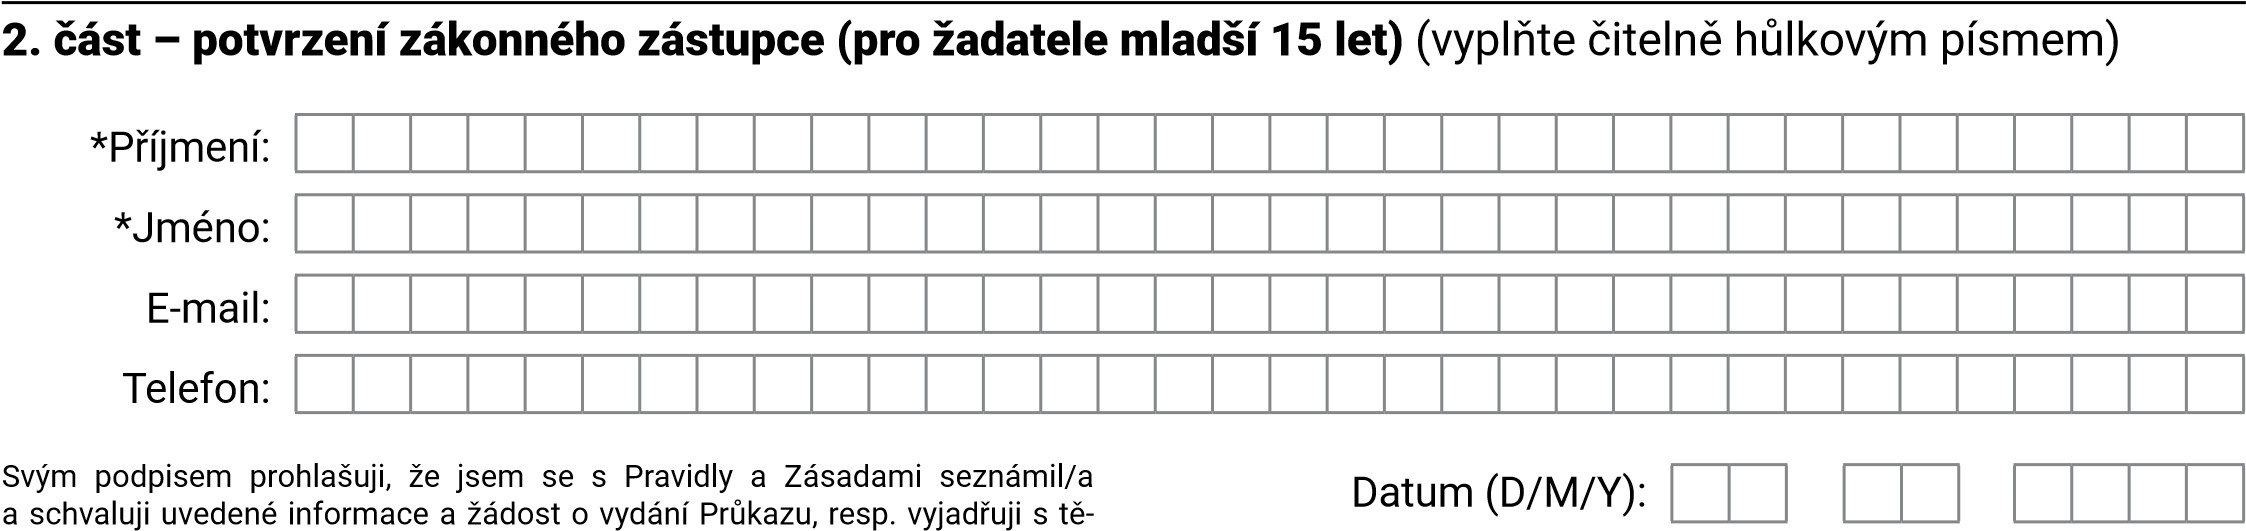 2. část – potvrzení zákonného zástupce (pro žadatele mladší 15 let) (vyplňte čitelně hůlkovým písmem)
*Příjmení:
*Jméno:
E-mail:
Telefon:
Svým podpisem prohlašuji, že jsem se s Pravidly a Zásadami seznámil/a
a schvaluji uvedené informace a žádost o vydání Průkazu, resp. vyjadřuji s tě-
Datum (D/M/Y):